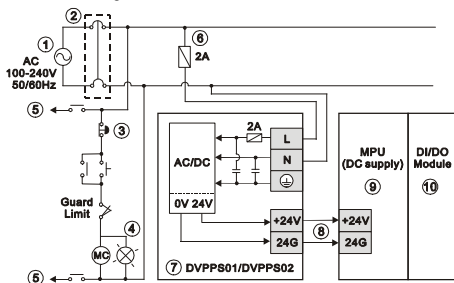 ①
AC
100-240V
50/60Hz
②
⑥
2A
⑤
③
Guard
Limit
④
MC
⑤
2A
L
N
AC/DC
0V 24V
+24V
24G
⑧
⑦ DVPPS01/DVPPS02
MPU
(DC supply)
⑨
+24V
24G
DI/DO
Module
⑩